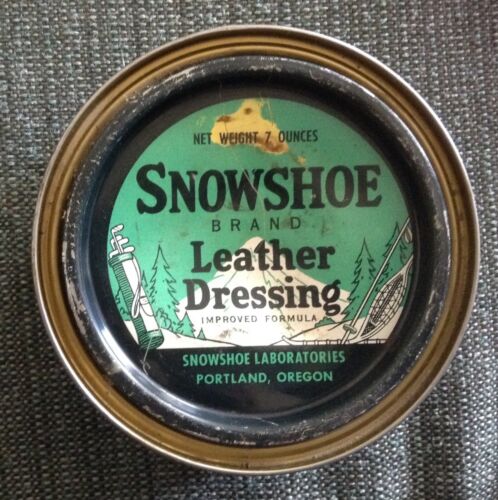 NET WEIGHT 7 OUNCES
SNOWSHOE
BRAND
Leather
Dressing
IMPROVED FORMULA
SNOWSHOE LABORATORIES
PORTLAND, OREGON